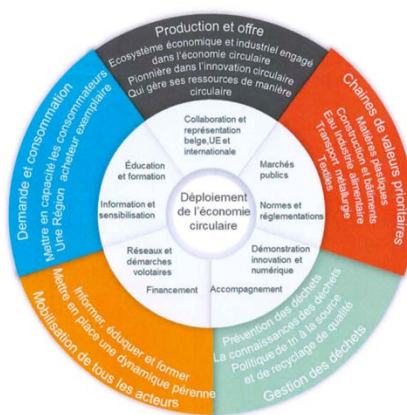 Production et offre
Ecosystème économique et industriel engagé
dans l'économie circulaire
Pionnière dans l'innovation circulaire
Qui gère ses ressources de manière
circulaire
Chaines de valeurs prioritaires
Matières plastiques
Construction et bâtiments
Eau industrie alimentaire
Transport métallurgie
Textiles
Prévention des déchets
La connaissances des déchets
Politique de tri à la source
et de recyclage de qualité
Gestion des déchets
Informer, éduquer et former
Mettre en place une dynamique pérenne
Mobilisation de tous les acteurs
Demande et consommation
Mettre en capacité les consommateurs
Une Région acheteur exemplaire
Collaboration et
représentation
belge,UE et
internationale
Marchés
publics
Normes et
réglementations
Démonstration
innovation et
numérique
Accompagnement
Financement
Réseaux et
démarches
volotaires
Information et
sensibilisation
Éducation
et formation
Déploiement
de l'économie
circulaire